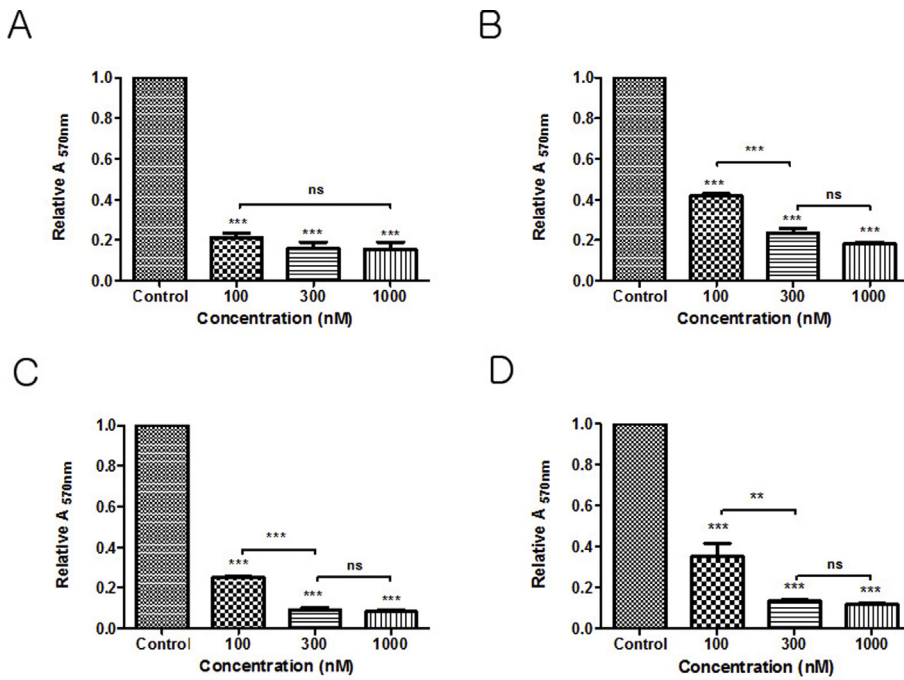 A
Relative A 570nm
1.0
0.8
0.6
0.4
0.2
0.0
ns
***
***
***
Control
100
300
1000
Concentration (nM)
B
Relative A 570nm
1.0
0.8
0.6
0.4
0.2
0.0
***
ns
***
***
***
Control
100
300
1000
Concentration (nM)
C
Relative A 570nm
1.0
0.8
0.6
0.4
0.2
0.0
***
ns
***
***
***
Control
100
300
1000
Concentration (nM)
D
Relative A 570nm
1.0
0.8
0.6
0.4
0.2
0.0
**
ns
***
***
***
Control
100
300
1000
Concentration (nM)